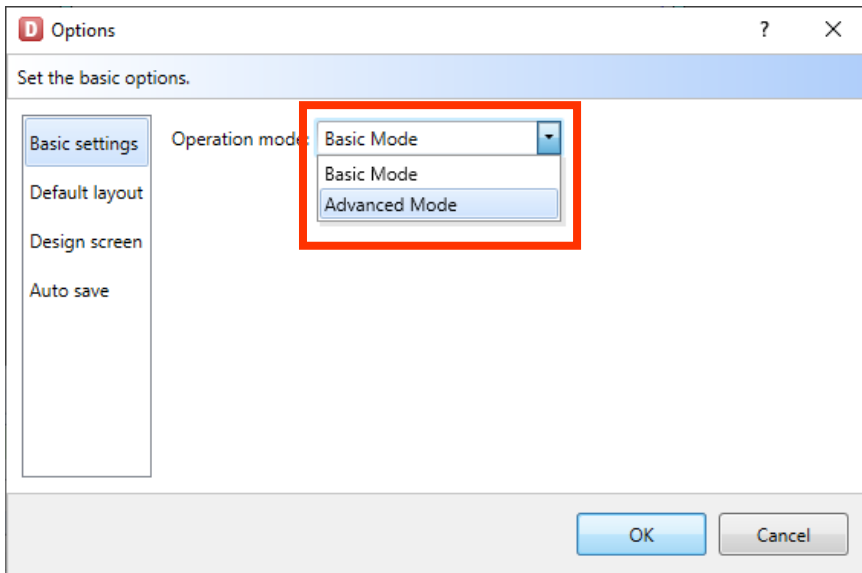 D Options ?
Set the basic options.
Basic settings
Default layout
Design screen
Auto save
Operation mode: Basic Mode
Basic Mode
Advanced Mode
OK Cancel